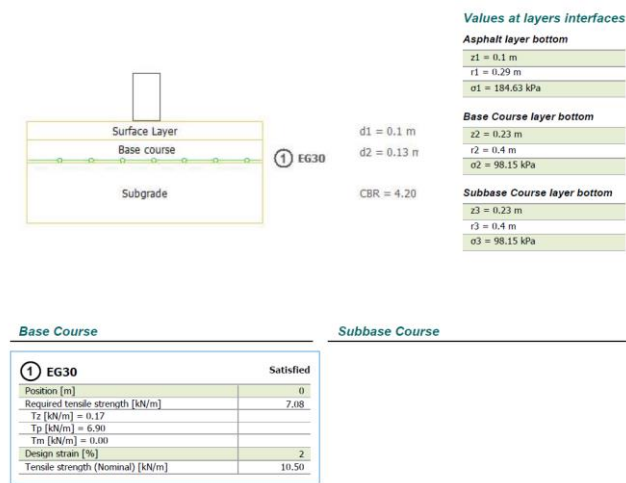 Values at layers interfaces
Asphalt layer bottom
z1 = 0.1 m
r1 = 0.29 m
σ1 = 184.63 kPa
Surface Layer
d1 = 0.1 m
Base course
d2 = 0.13 m
1 EG30
Subgrade
CBR = 4.20
Base Course layer bottom
z2 = 0.23 m
r2 = 0.4 m
σ2 = 98.15 kPa
Subbase Course layer bottom
z3 = 0.23 m
r3 = 0.4 m
σ3 = 98.15 kPa
Base Course
Subbase Course
1 EG30 Satisfied
Position [m] 0
Required tensile strength [kN/m] 7.08
Tz [kN/m] = 0.17
Tp [kN/m] = 6.90
Tm [kN/m] = 0.00
Design strain [%] 2
Tensile strength (Nominal) [kN/m] 10.50